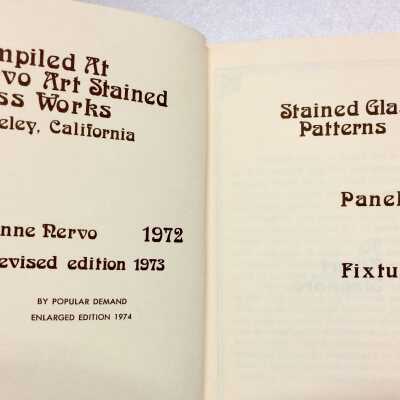 mpiled At
vo Art Stained
ss Works
eley, California
nne Nervo 1972
evised edition 1973
BY POPULAR DEMAND
ENLARGED EDITION 1974
Stained Glas
Patterns
Panel
Fixtu